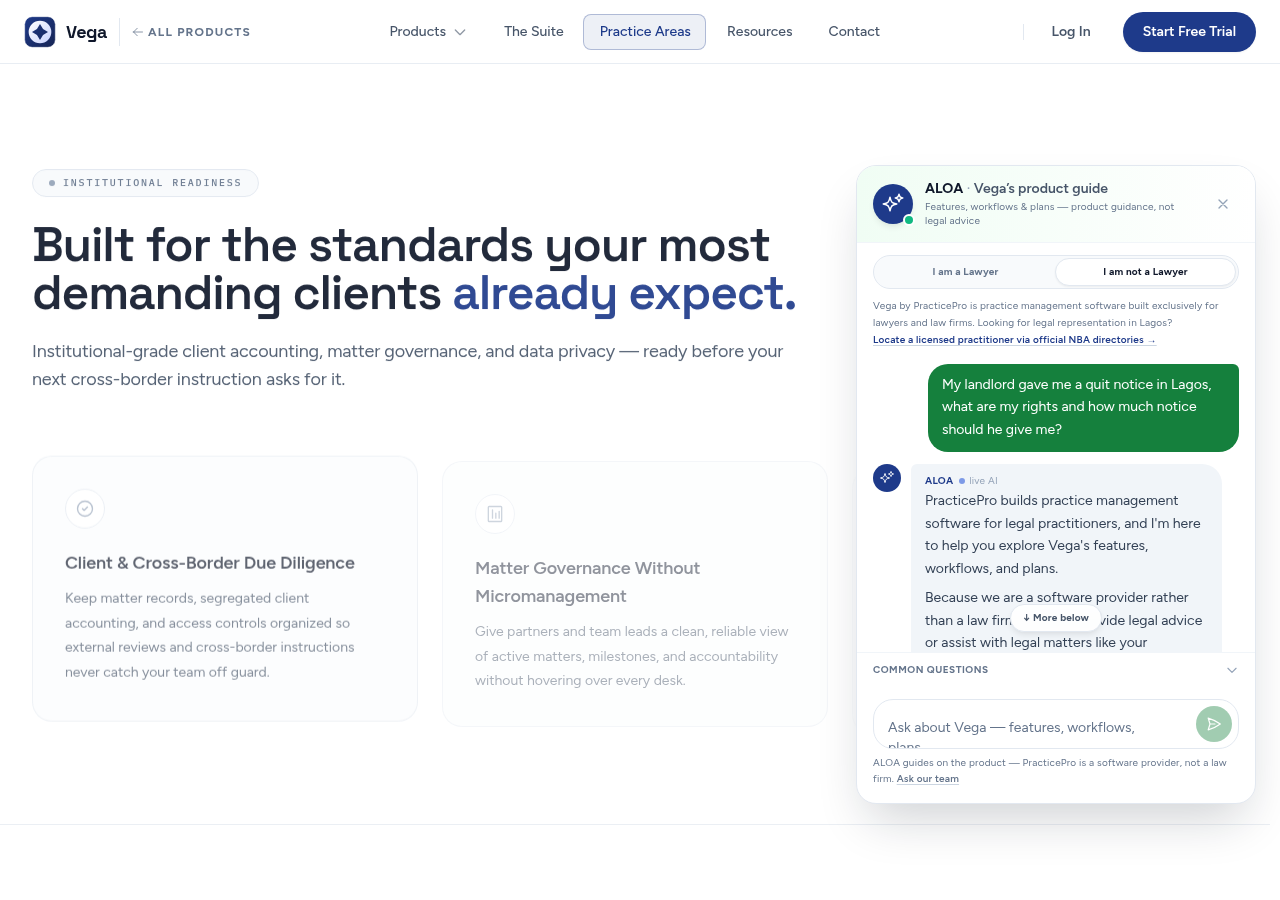 Vega
← ALL PRODUCTS
Products
The Suite
Practice Areas
Resources
Contact
Log In
Start Free Trial
INSTITUTIONAL READINESS
Built for the standards your most
demanding clients already expect.
Institutional-grade client accounting, matter governance, and data privacy — ready before your
next cross-border instruction asks for it.
Client & Cross-Border Due Diligence
Keep matter records, segregated client
accounting, and access controls organized so
external reviews and cross-border instructions
never catch your team off guard.
Matter Governance Without
Micromanagement
Give partners and team leads a clean, reliable view
of active matters, milestones, and accountability
without hovering over every desk.
ALOA · Vega’s product guide
Features, workflows & plans — product guidance, not
legal advice
I am a Lawyer
I am not a Lawyer
Vega by PracticePro is practice management software built exclusively for
lawyers and law firms. Looking for legal representation in Lagos?
Locate a licensed practitioner via official NBA directories →
My landlord gave me a quit notice in Lagos,
what are my rights and how much notice
should he give me?
ALOA live AI
PracticePro builds practice management
software for legal practitioners, and I'm here
to help you explore Vega's features,
workflows, and plans.
Because we are a software provider rather
than a law vide legal advice
or assist with legal matters like your
↓ More below
COMMON QUESTIONS
Ask about Vega — features, workflows,
plans
ALOA guides on the product — PracticePro is a software provider, not a law
firm. Ask our team